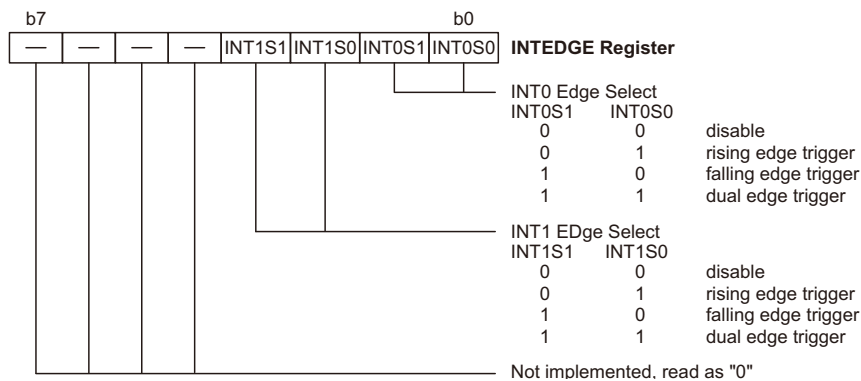 b7 b0
— — — — INT1S1 INT1S0 INT0S1 INT0S0 INTEDGE Register
INT0 Edge Select
INT0S1 INT0S0
0 0 disable
0 1 rising edge trigger
1 0 falling edge trigger
1 1 dual edge trigger
INT1 EDge Select
INT1S1 INT1S0
0 0 disable
0 1 rising edge trigger
1 0 falling edge trigger
1 1 dual edge trigger
Not implemented, read as "0"